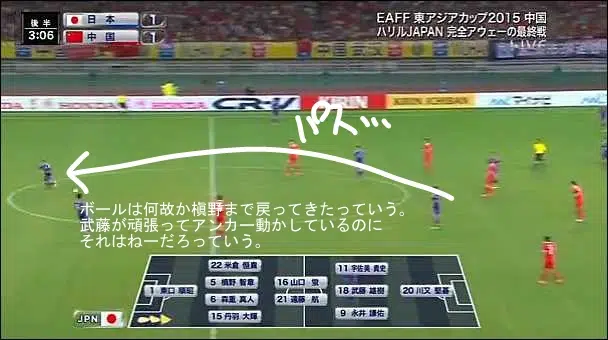 後半
3:06
日本 1
中国 1
EAFF 東アジアカップ2015 中国
ハリルJAPAN 完全アウェーの最終戦
LIVE
HONDA
HONDA
CR-V
KIRIN
KIRIN ICHIBAN
マイナビ
パス…
ボールは何故か槙野まで戻ってきたっていう。
武藤が頑張ってアンカー動かしているのに
それはねーだろっていう。
22 米倉 恒貴
11 宇佐美 貴史
5 槙野 智章
16 山口 蛍
1 東口 順昭
18 武藤 雄樹
20 川又 堅碁
6 森重 真人
21 遠藤 航
15 丹羽 大輝
9 永井 謙佑
JPN